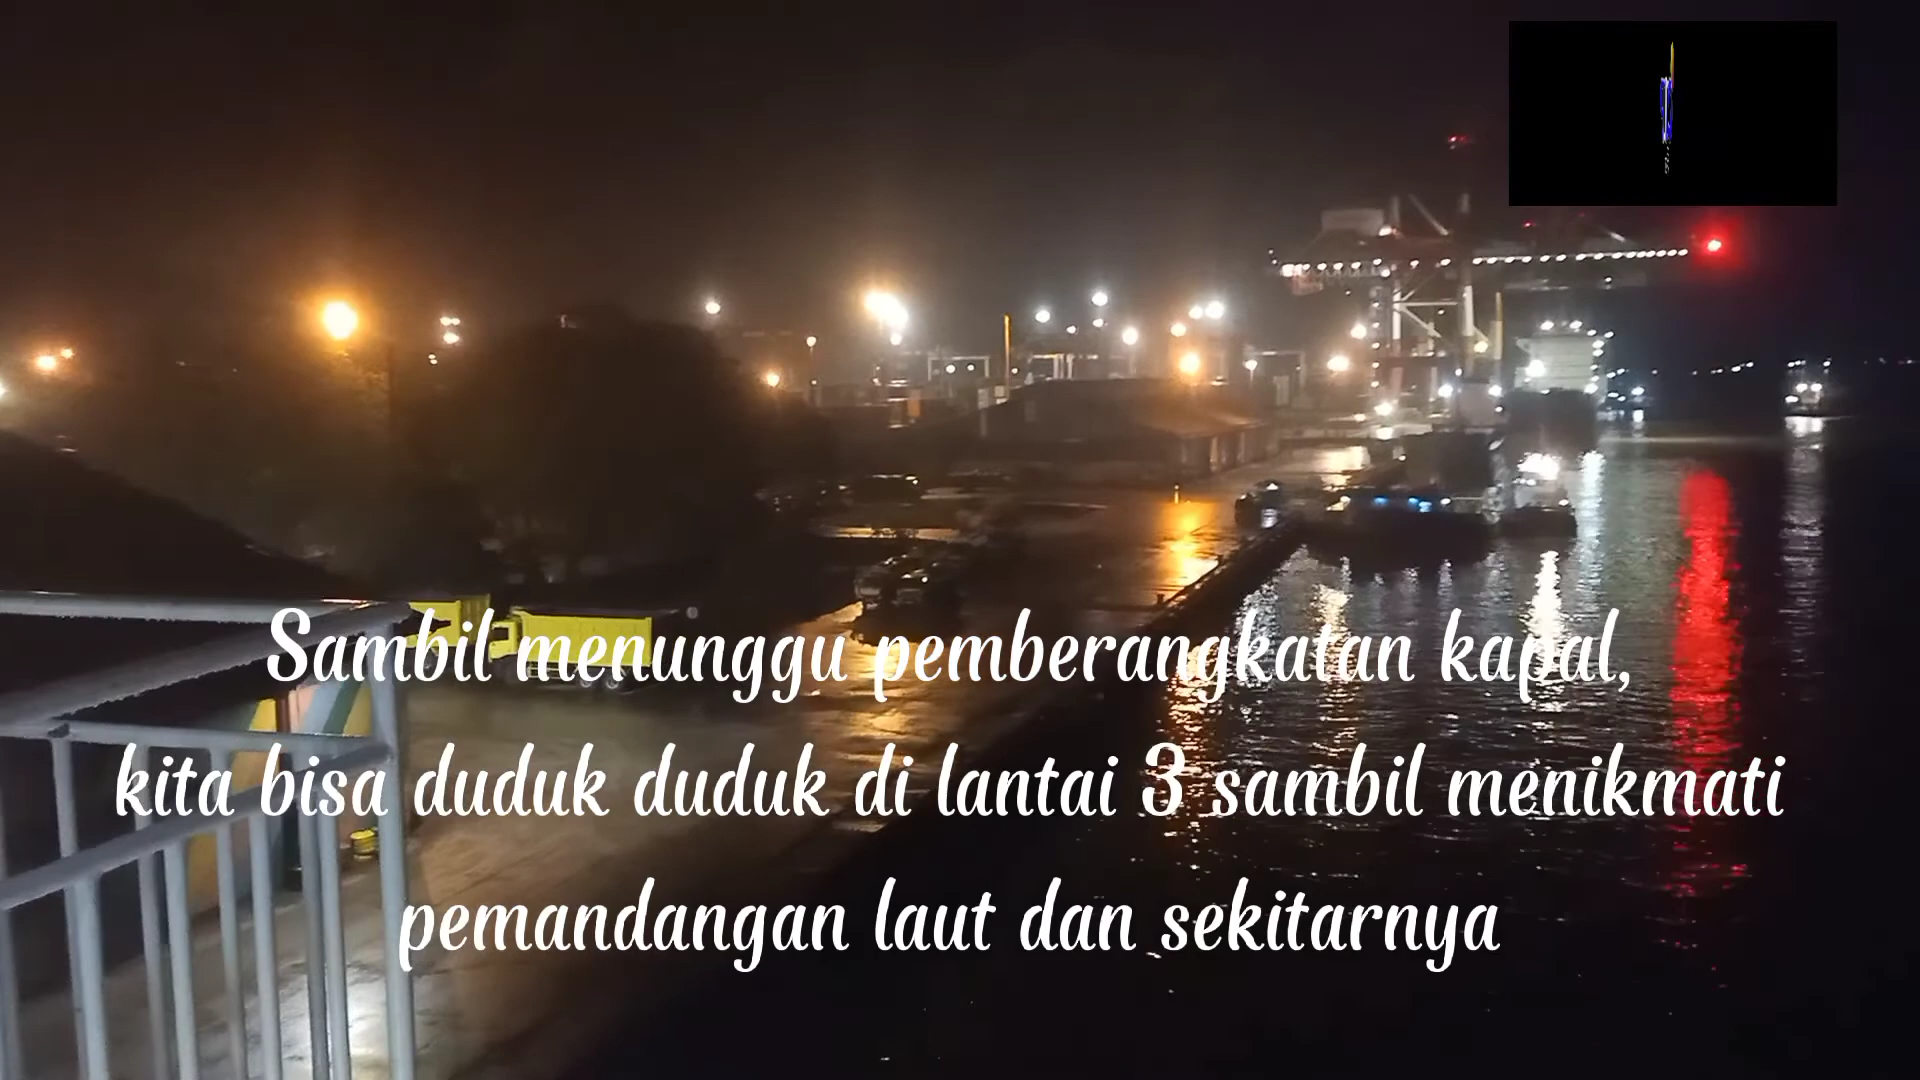 Sambil menunggu pemberangkatan kapal,
kita bisa duduk duduk di lantai 3 sambil menikmati
pemandangan laut dan sekitarnya